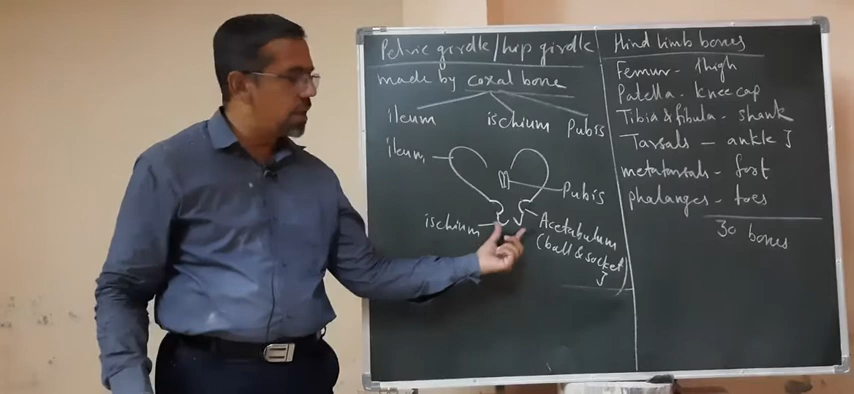 Pelvic girdle/hip girdle
made by coxal bone
ileum ischium Pubis
ileum
Pubis
ischium
Acetabulum
(ball & socket
J
Hind limb bones
Femur - thigh
Patella - knee cap
Tibia & fibula - shank
Tarsals - ankle J
metatarsals - foot
phalanges - toes
30 bones